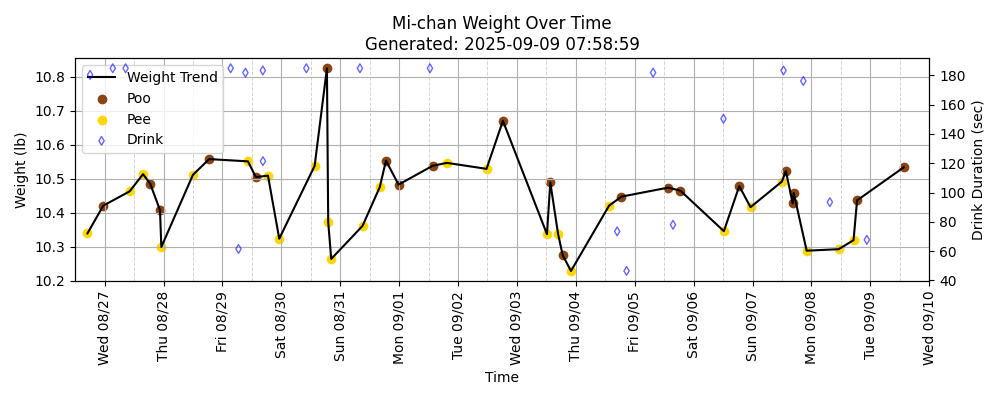 Mi-chan Weight Over Time
Generated: 2025-09-09 07:58:59
Weight (lb)
10.8
10.7
10.6
10.5
10.4
10.3
10.2
Weight Trend
Poo
Pee
Drink
180
160
140
120
100
80
60
40
Drink Duration (sec)
Wed 08/27
Thu 08/28
Fri 08/29
Sat 08/30
Sun 08/31
Mon 09/01
Tue 09/02
Wed 09/03
Thu 09/04
Fri 09/05
Sat 09/06
Sun 09/07
Mon 09/08
Tue 09/09
Wed 09/10
Time